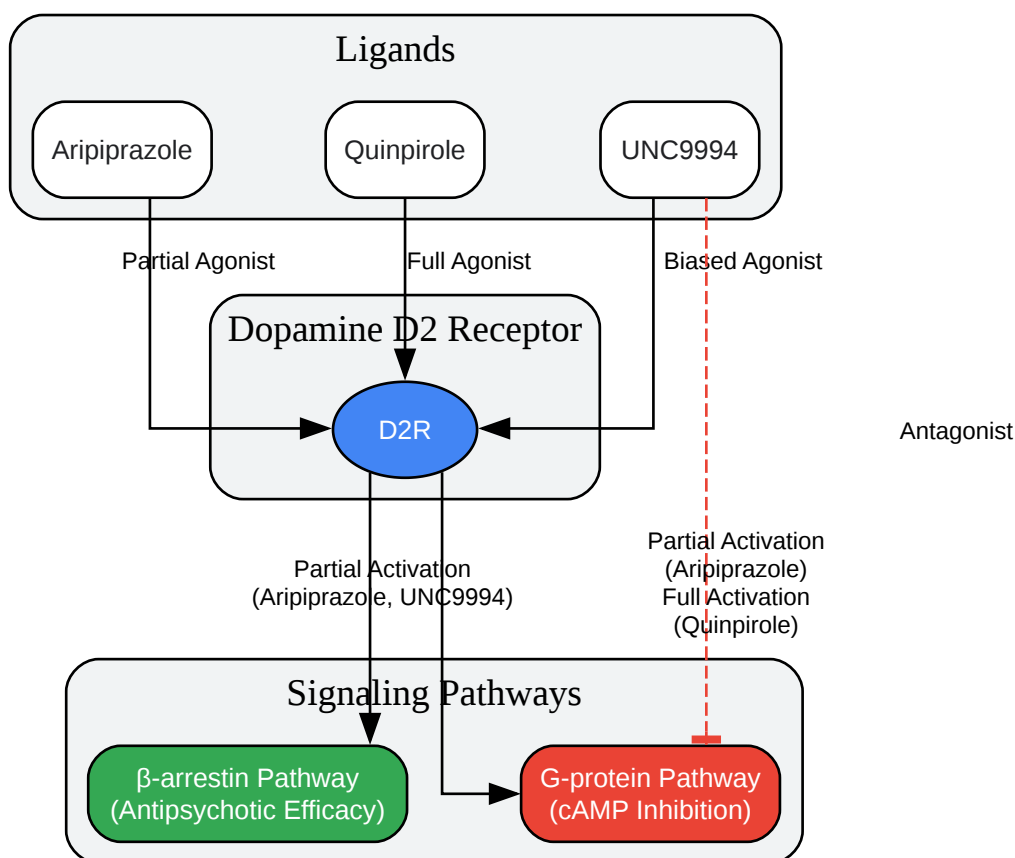 Ligands
Aripiprazole
Quinpirole
UNC9994
Partial Agonist
Full Agonist
Biased Agonist
Dopamine D2 Receptor
D2R
Antagonist
Partial Activation
(Aripiprazole, UNC9994)
Partial Activation
(Aripiprazole)
Full Activation
(Quinpirole)
Signaling Pathways
β-arrestin Pathway
(Antipsychotic Efficacy)
G-protein Pathway
(cAMP Inhibition)